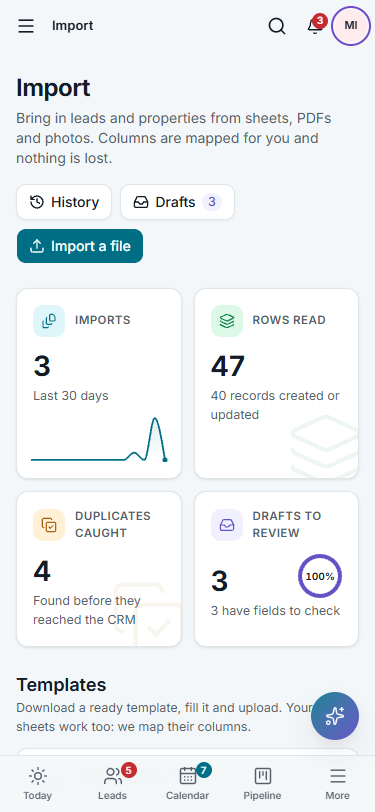 Import
3
MI
Import
Bring in leads and properties from sheets, PDFs
and photos. Columns are mapped for you and
nothing is lost.
History
Drafts 3
Import a file
IMPORTS
3
Last 30 days
ROWS READ
47
40 records created or
updated
DUPLICATES
CAUGHT
4
Found before they
reached the CRM
DRAFTS TO
REVIEW
3
100%
3 have fields to check
Templates
Download a ready template, fill it and upload. Your
sheets work too: we map their columns.
Today
5
Leads
7
Calendar
Pipeline
More